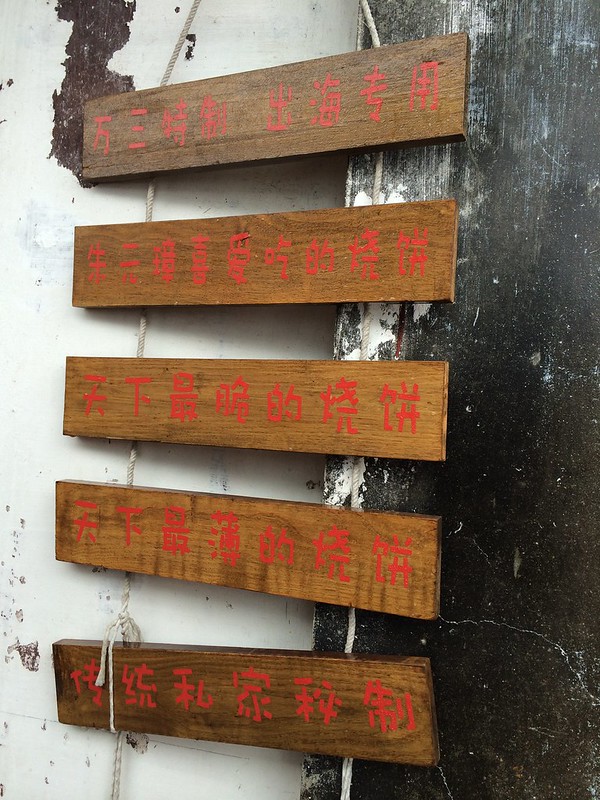 万三特制 出海专用
朱元璋喜爱吃的烧饼
天下最脆的烧饼
天下最薄的烧饼
传统私家秘制